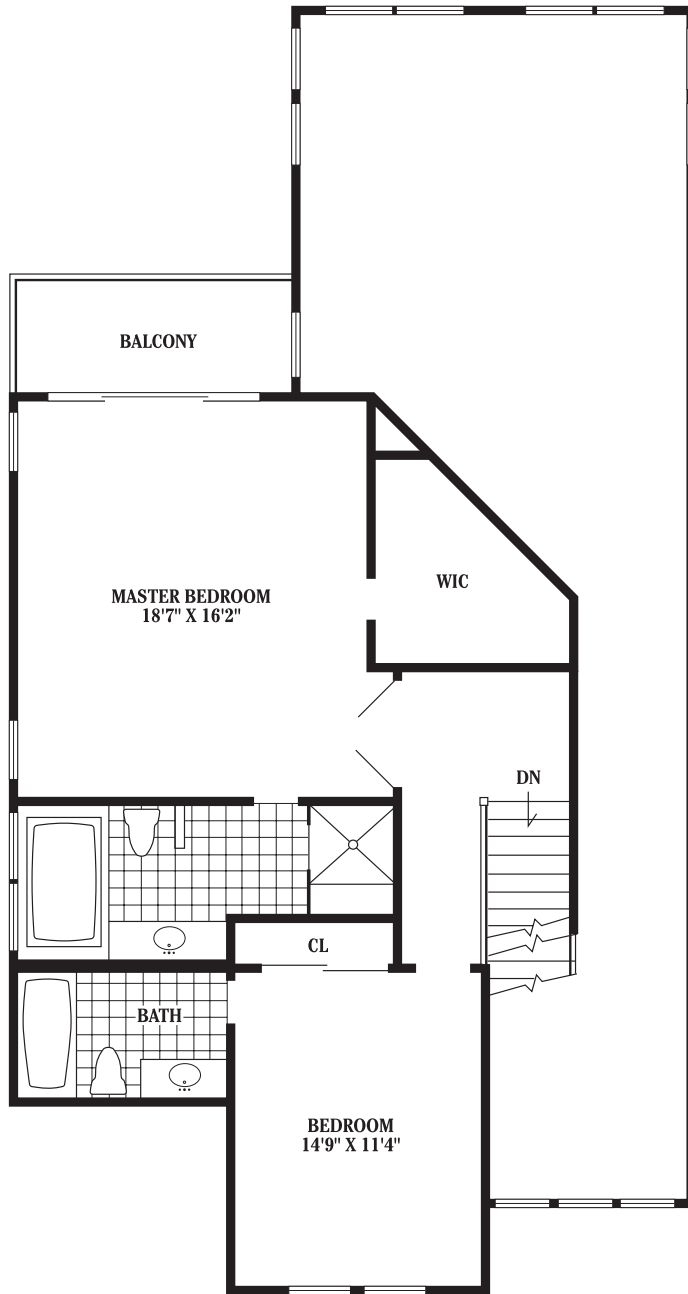 BALCONY
MASTER BEDROOM
18'7" X 16'2"
WIC
DN
CL
BATH
BEDROOM
14'9" X 11'4"